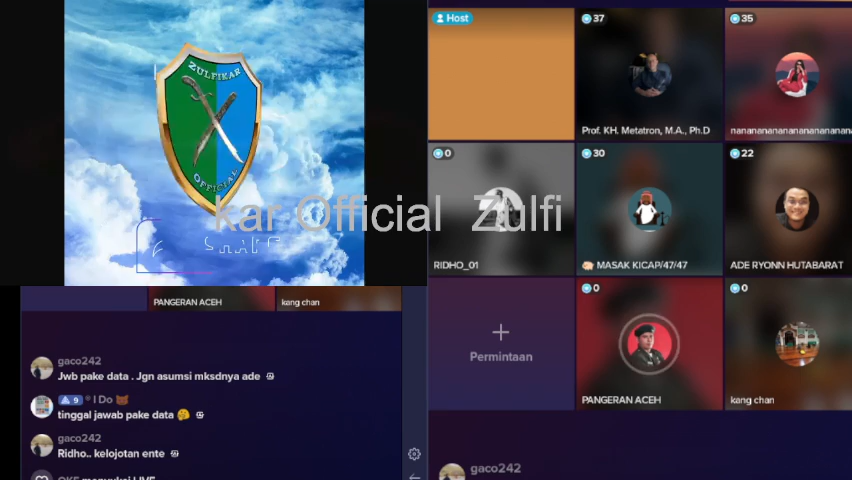 ZULFIKAR
OFFICIAL
kar Official Zulfi
PANGERAN ACEH
kang chan
gaco242
Jwb pake data . Jgn asumsi mksdnya ade
9 I Do
tinggal jawab pake data
gaco242
Ridho.. kelojotan ente
Host
37
Prof. KH. Metatron, M.A., Ph.D
35
nanananananananananana
0
RIDHO_01
30
MASAK KICAP/47/47
22
ADE RYONN HUTABARAT
Permintaan
0
PANGERAN ACEH
0
kang chan
gaco242